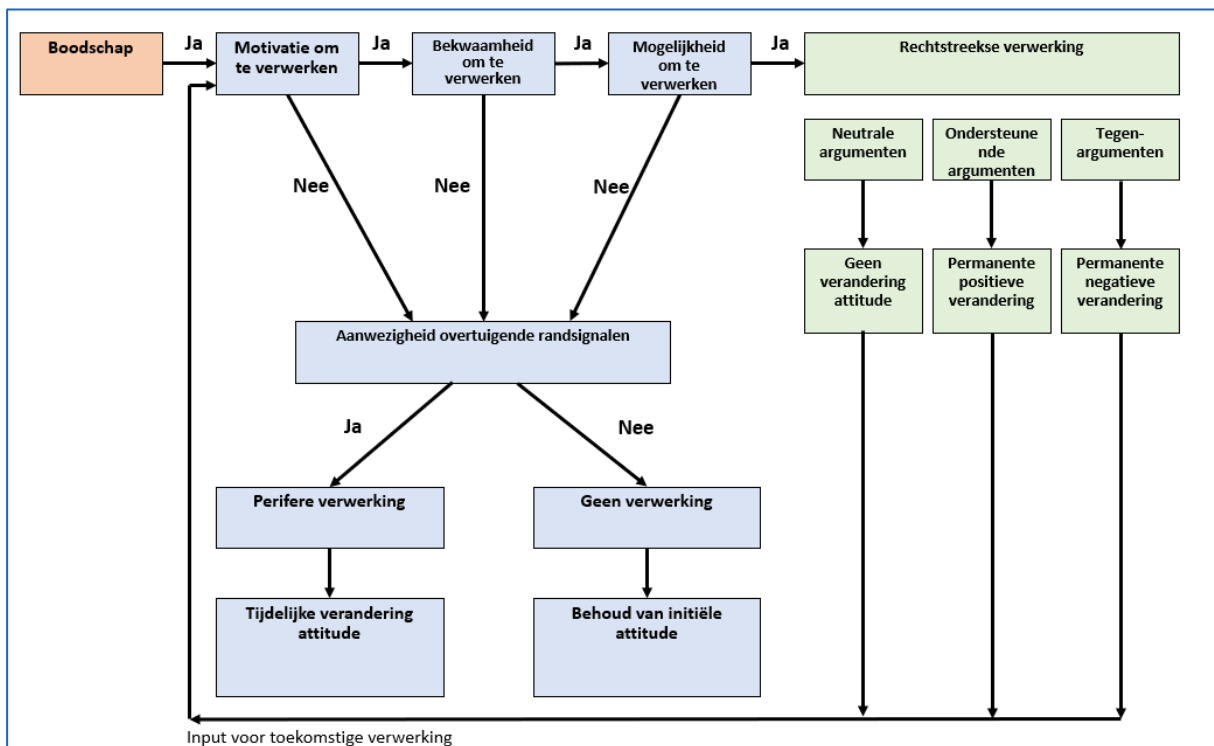 Boodschap
Ja
Motivatie om
te verwerken
Ja
Bekwaamheid
om te
verwerken
Ja
Mogelijkheid
om te
verwerken
Ja
Rechtstreekse verwerking
Neutrale
argumenten
Ondersteune
nde
argumenten
Tegen-
argumenten
Nee
Nee
Nee
Geen
verandering
attitude
Permanente
positieve
verandering
Permanente
negatieve
verandering
Aanwezigheid overtuigende randsignalen
Ja
Nee
Perifere verwerking
Geen verwerking
Tijdelijke verandering
attitude
Behoud van initiële
attitude
Input voor toekomstige verwerking